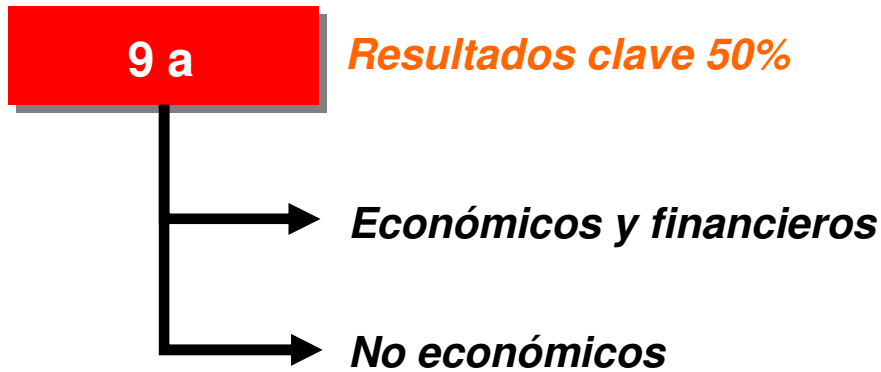 9 a
Resultados clave 50%
Económicos y financieros
No económicos